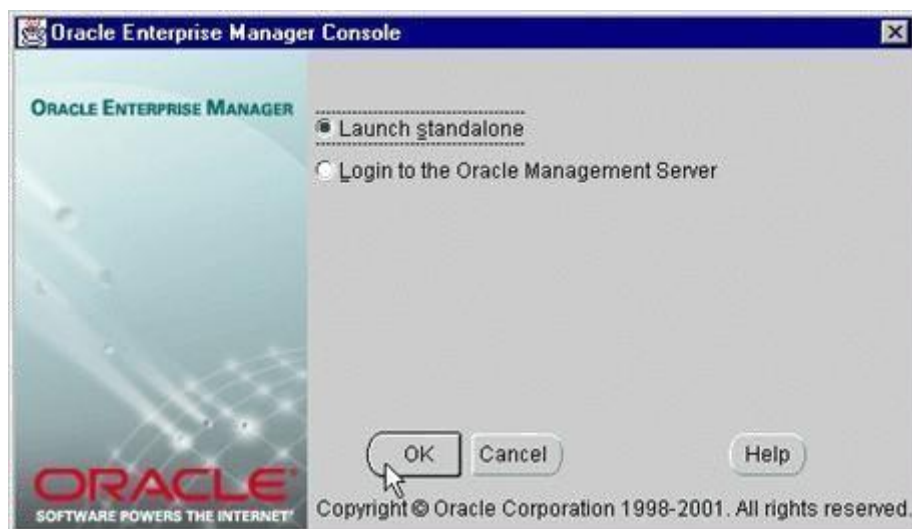 Oracle Enterprise Manager Console
ORACLE ENTERPRISE MANAGER
Launch standalone
Login to the Oracle Management Server
OK
Cancel
Help
ORACLE®
SOFTWARE POWERS THE INTERNET™
Copyright © Oracle Corporation 1998-2001. All rights reserved.